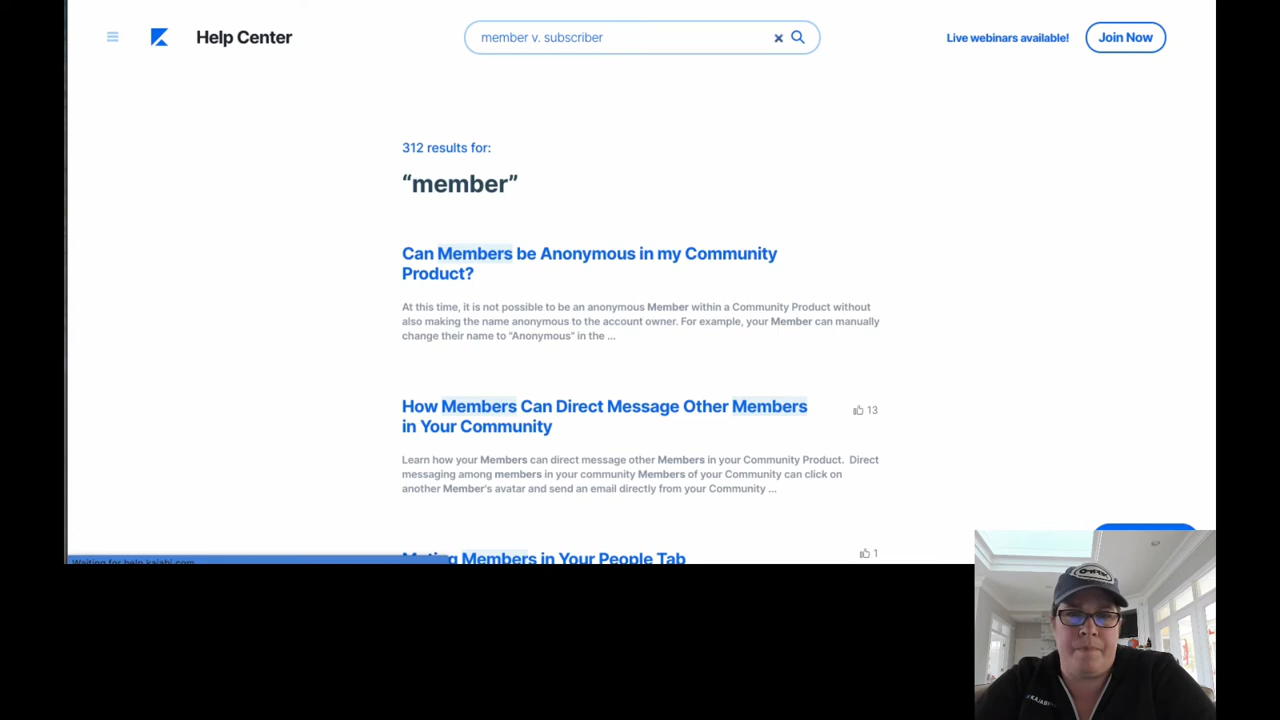 Help Center
member v. subscriber
Live webinars available!
Join Now
312 results for:
“member”
Can Members be Anonymous in my Community
Product?
At this time, it is not possible to be an anonymous Member within a Community Product without
also making the name anonymous to the account owner. For example, your Member can manually
change their name to “Anonymous” in the ...
How Members Can Direct Message Other Members
in Your Community
13
Learn how your Members can direct message other Members in your Community Product.  Direct
messaging among members in your community Members of your Community can click on
another Member's avatar and send an email directly from your Community ...
Members in Your People Tab
1
Waiting for help.kajabi.com